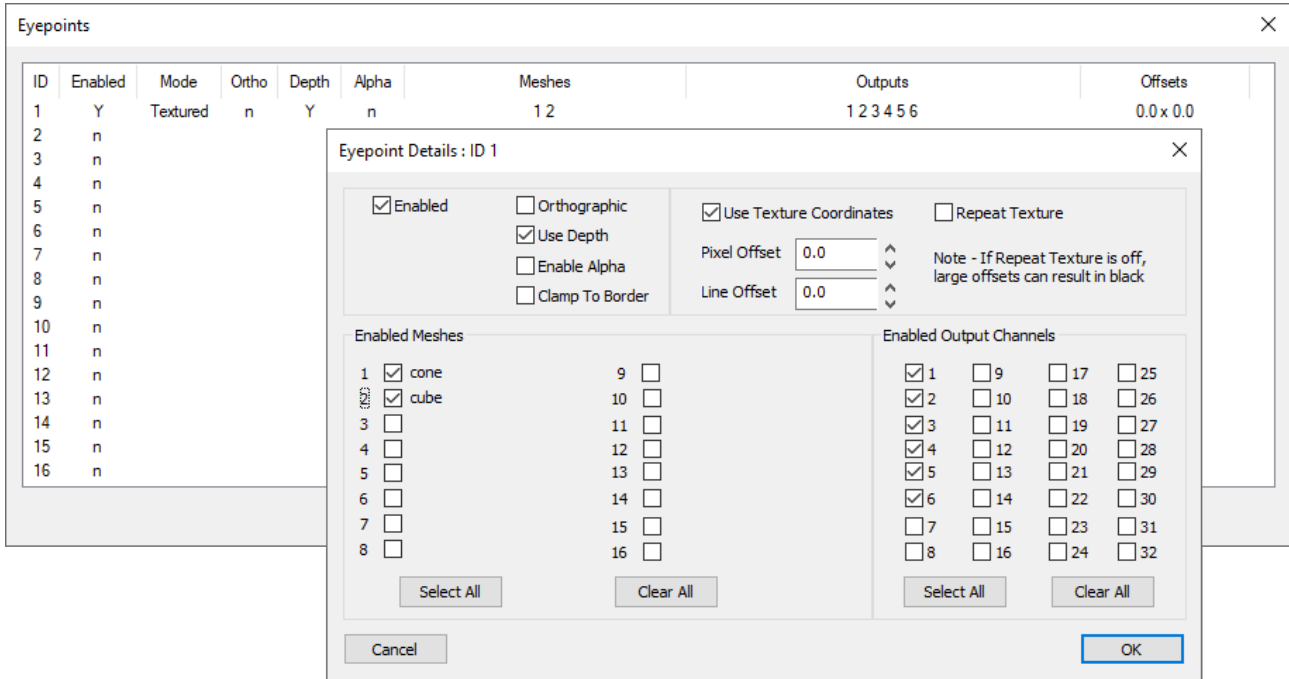 Eyepoints
ID Enabled Mode Ortho Depth Alpha Meshes Outputs Offsets
1 Y Textured n Y n 1 2 1 2 3 4 5 6 0.0 x 0.0
2 n
3 n
4 n
5 n
6 n
7 n
8 n
9 n
10 n
11 n
12 n
13 n
14 n
15 n
16 n
Eyepoint Details : ID 1
Enabled
Orthographic
Use Depth
Enable Alpha
Clamp To Border
Use Texture Coordinates
Repeat Texture
Pixel Offset 0.0
Line Offset 0.0
Note - If Repeat Texture is off,
large offsets can result in black
Enabled Meshes
1 cone 9
2 cube 10
3 11
4 12
5 13
6 14
7 15
8 16
Select All Clear All
Enabled Output Channels
1 9 17 25
2 10 18 26
3 11 19 27
4 12 20 28
5 13 21 29
6 14 22 30
7 15 23 31
8 16 24 32
Select All Clear All
Cancel OK